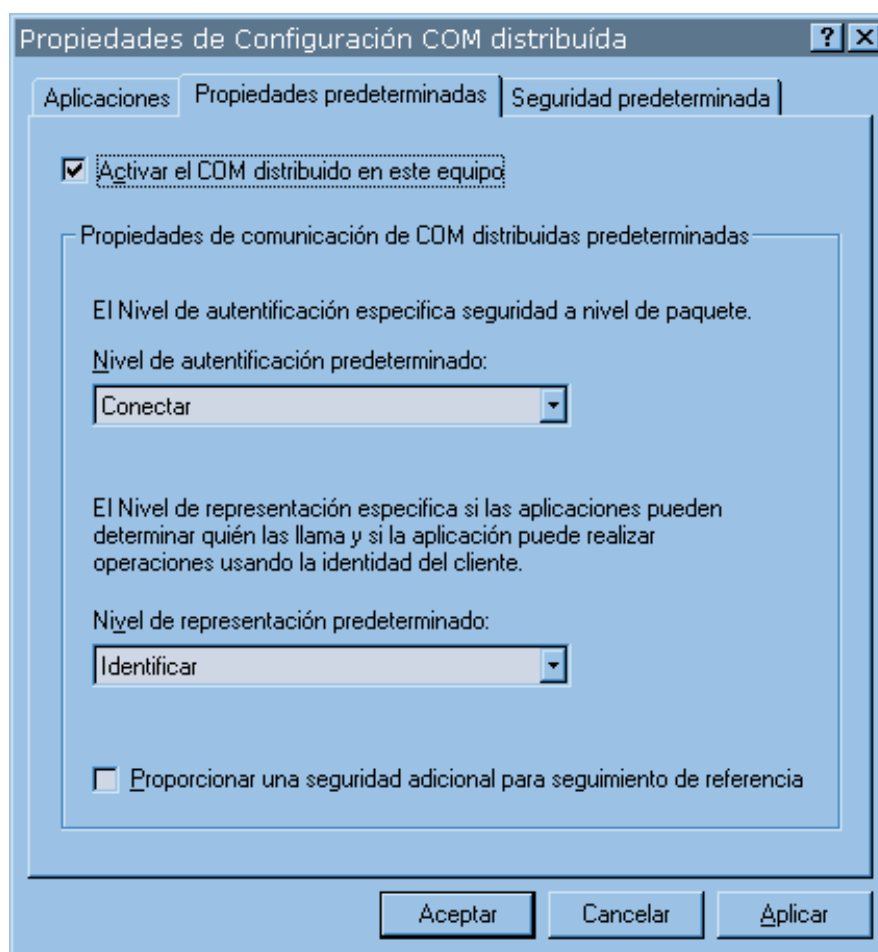 Propiedades de Configuración COM distribuída
Aplicaciones
Propiedades predeterminadas
Seguridad predeterminada
Activar el COM distribuido en este equipo
Propiedades de comunicación de COM distribuidas predeterminadas
El Nivel de autentificación especifica seguridad a nivel de paquete.
Nivel de autentificación predeterminado:
Conectar
El Nivel de representación especifica si las aplicaciones pueden
determinar quién las llama y si la aplicación puede realizar
operaciones usando la identidad del cliente.
Nivel de representación predeterminado:
Identificar
Proporcionar una seguridad adicional para seguimiento de referencia
Aceptar
Cancelar
Aplicar